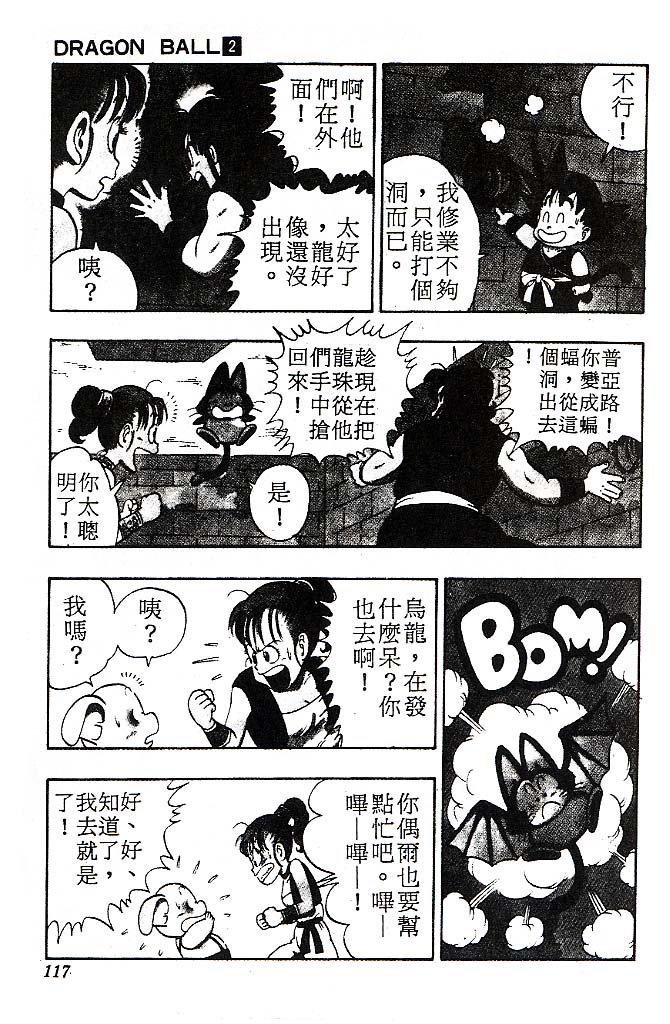 DRAGON BALL 2
不行！
我修業不夠
，只能打個
洞而已。
啊！他
們在外
面！
太好了
，龍好
像還沒
出現。
咦？
普亞路！
你變成蝙
蝠，從這
個洞出去
！
趁現在把
龍珠從他
們手中搶
回來！
是！
你太聰
明了！
BOM!
烏龍，在發
什麼呆？你
也去啊！
咦？
我嗎？
你偶爾也要幫
點忙吧。嗶—
嗶—嗶—！
好、好、
知道了，
我去就是
了！
117